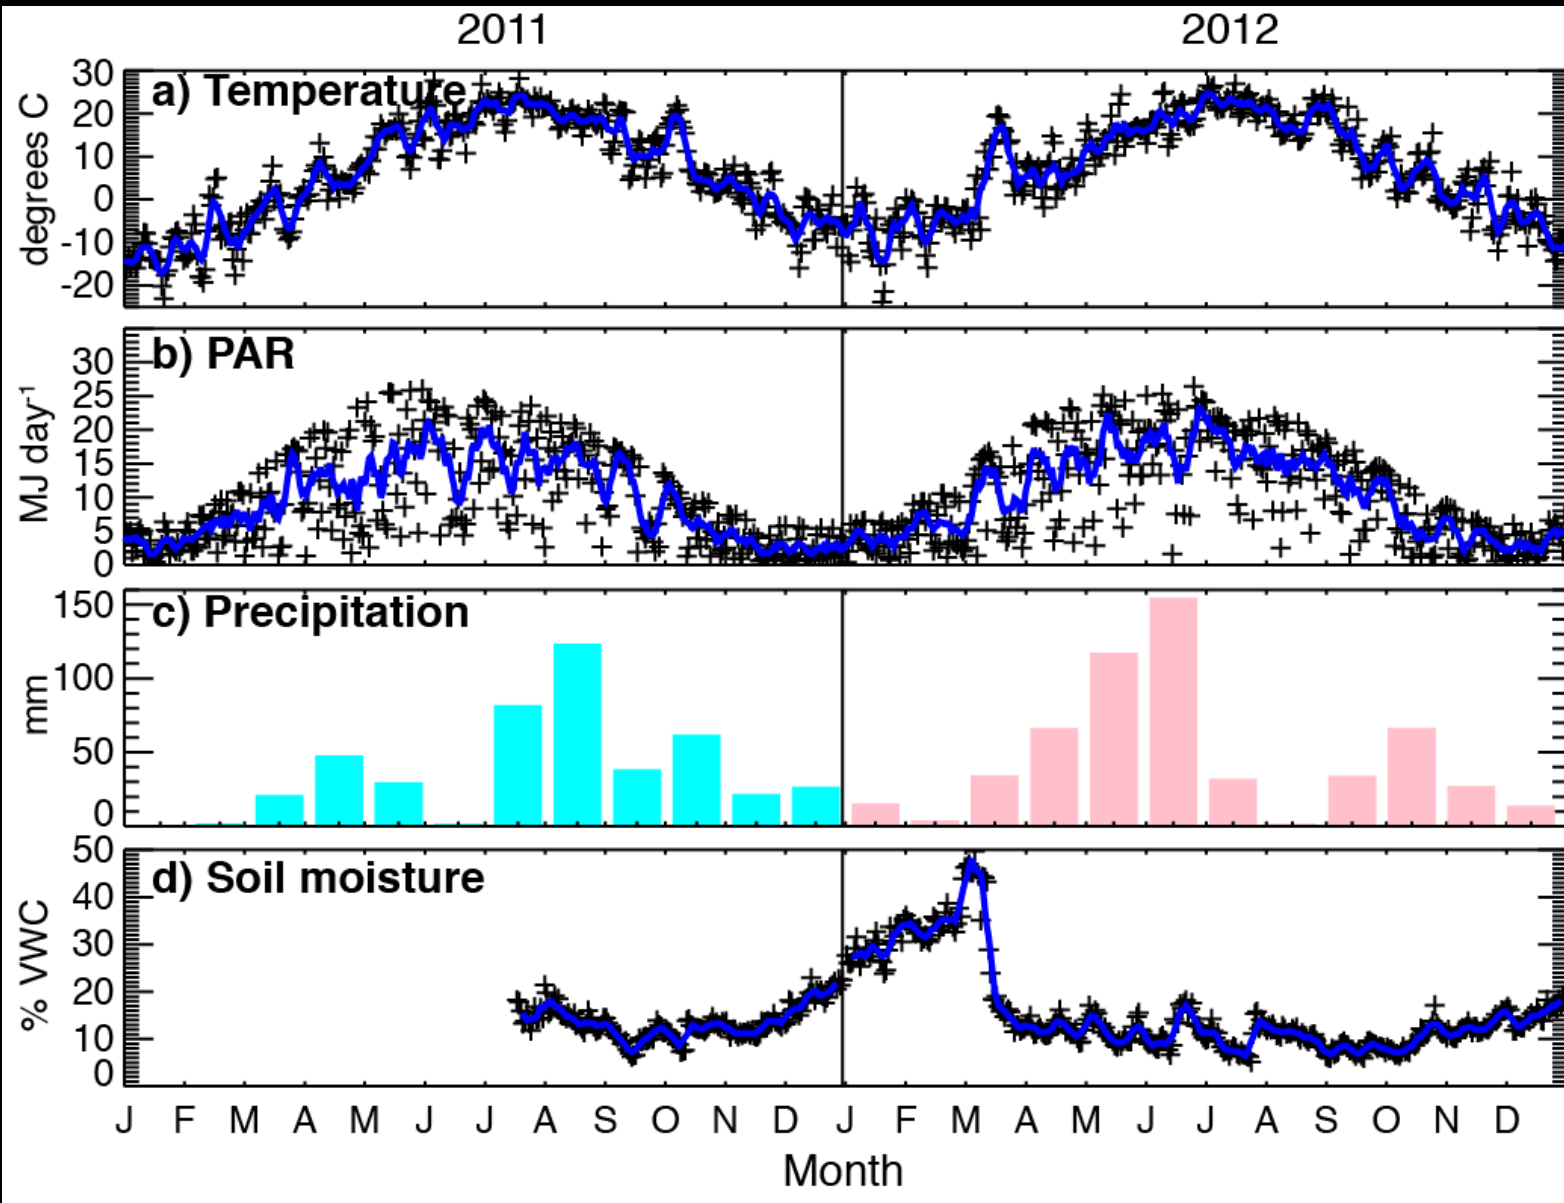 2011 2012
a) Temperature
degrees C
30
20
10
0
-10
-20
b) PAR
MJ day-1
30
25
20
15
10
5
0
c) Precipitation
mm
150
100
50
0
d) Soil moisture
% VWC
50
40
30
20
10
0
J F M A M J J A S O N D J F M A M J J A S O N D
Month